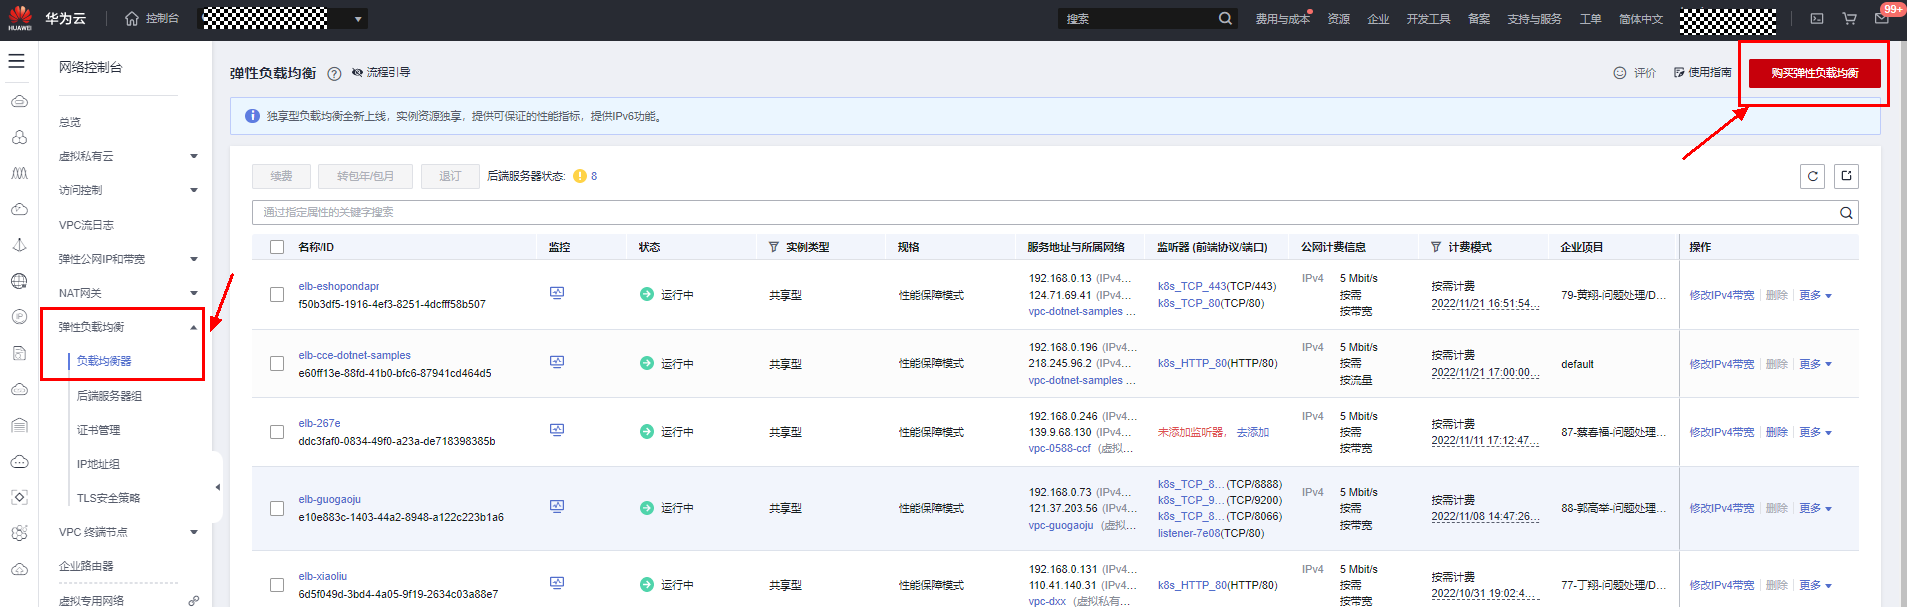 HUAWEI
华为云
控制台
搜索
费用与成本
资源
企业
开发工具
备案
支持与服务
工单
简体中文
99+
网络控制台
总览
虚拟私有云
访问控制
VPC流日志
弹性公网IP和带宽
NAT网关
弹性负载均衡
负载均衡器
后端服务器组
证书管理
IP地址组
TLS安全策略
VPC 终端节点
企业路由器
虚拟专用网络
弹性负载均衡
流程引导
评价
使用指南
购买弹性负载均衡
独享型负载均衡全新上线，实例资源独享，提供可保证的性能指标，提供IPv6功能。
续费
转包年/包月
退订
后端服务器状态:
8
通过指定属性的关键字搜索
名称/ID 监控 状态 实例类型 规格 服务地址与所属网络 监听器 (前端协议/端口) 公网计费信息 计费模式 企业项目 操作
elb-eshopondapr
f50b3df5-1916-4ef3-8251-4dcfff58b507
运行中
共享型
性能保障模式
192.168.0.13 (IPv4...
124.71.69.41 (IPv4...
vpc-dotnet-samples ...
k8s_TCP_443(TCP/443)
k8s_TCP_80(TCP/80)
IPv4 5 Mbit/s
按需
按带宽
按需计费
2022/11/21 16:51:54...
79-黄翔-问题处理/D...
修改IPv4带宽 删除 更多
elb-cce-dotnet-samples
e60ff13e-88fd-41b0-bfc6-87941cd464d5
运行中
共享型
性能保障模式
192.168.0.196 (IPv4...
218.245.96.2 (IPv4...
vpc-dotnet-samples ...
k8s_HTTP_80(HTTP/80)
IPv4 5 Mbit/s
按需
按流量
按需计费
2022/11/21 17:00:00...
default
修改IPv4带宽 删除 更多
elb-267e
ddc3faf0-0834-49f0-a23a-de718398385b
运行中
共享型
性能保障模式
192.168.0.246 (IPv4...
139.9.68.130 (IPv4...
vpc-0588-ccf (虚拟...
未添加监听器，去添加
IPv4 5 Mbit/s
按需
按带宽
按需计费
2022/11/11 17:12:47...
87-蔡春福-问题处理...
修改IPv4带宽 删除 更多
elb-guogaoju
e10e883c-1403-44a2-8948-a122c223b1a6
运行中
共享型
性能保障模式
192.168.0.73 (IPv4...
121.37.203.56 (IPv4...
vpc-guogaoju (虚拟...
k8s_TCP_8... (TCP/8888)
k8s_TCP_9... (TCP/9200)
k8s_TCP_8... (TCP/8066)
listener-7e08(TCP/80)
IPv4 5 Mbit/s
按需
按带宽
按需计费
2022/11/08 14:47:26...
88-郭高举-问题处理...
修改IPv4带宽 删除 更多
elb-xiaoliu
6d5f049d-3bd4-4a05-9f19-2634c03a88e7
运行中
共享型
性能保障模式
192.168.0.131 (IPv4...
110.41.140.31 (IPv4...
vpc-dxx (虚拟私有...
k8s_HTTP_80(HTTP/80)
IPv4 5 Mbit/s
按需
按带宽
按需计费
2022/10/31 19:02:4...
77-丁翔-问题处理/D...
修改IPv4带宽 删除 更多